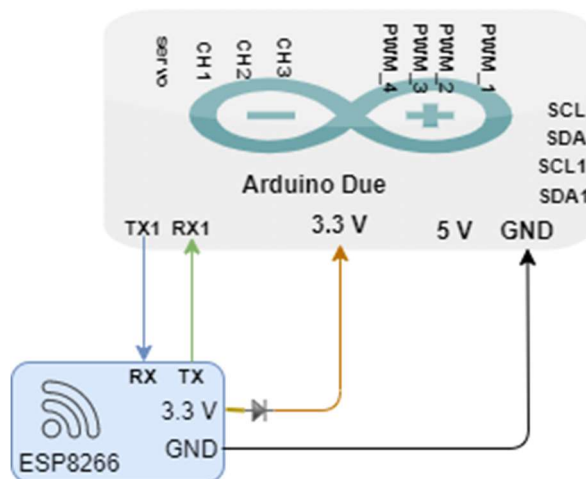 servo
CH1
CH2
CH3
PWM_4
PWM_3
PWM_2
PWM_1
SCL
SDA
SCL1
SDA1
Arduino Due
TX1 RX1 3.3 V 5 V GND
RX TX
3.3 V
GND
ESP8266